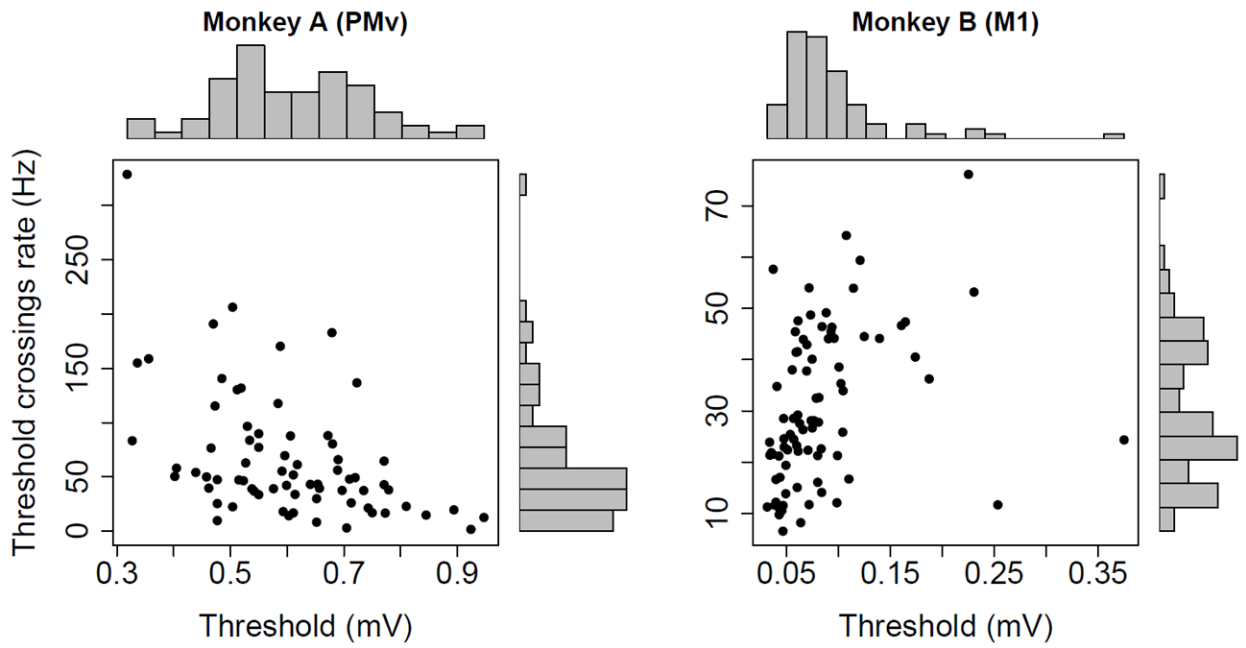 Monkey A (PMv)
Monkey B (M1)
Threshold crossings rate (Hz)
250
150
50
0
0.3 0.5 0.7 0.9
Threshold (mV)
70
50
30
10
0.05 0.15 0.25 0.35
Threshold (mV)